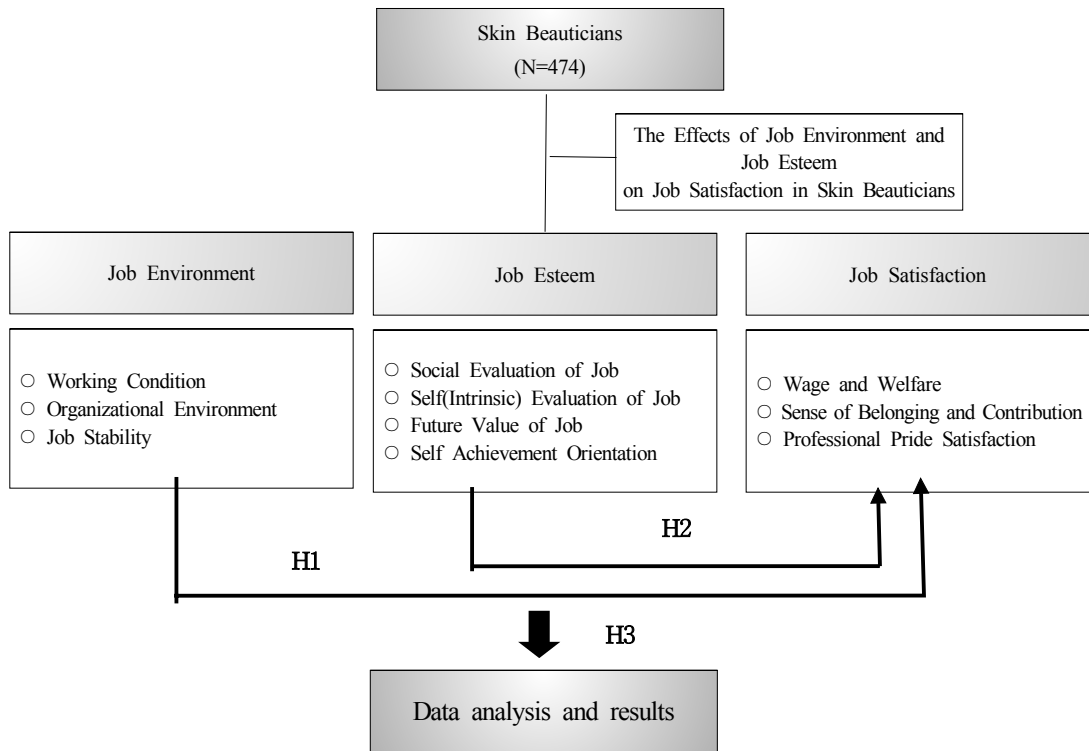 Skin Beauticians
(N=474)
The Effects of Job Environment and
Job Esteem
on Job Satisfaction in Skin Beauticians
Job Environment
Job Esteem
Job Satisfaction
○ Working Condition
○ Organizational Environment
○ Job Stability
○ Social Evaluation of Job
○ Self(Intrinsic) Evaluation of Job
○ Future Value of Job
○ Self Achievement Orientation
○ Wage and Welfare
○ Sense of Belonging and Contribution
○ Professional Pride Satisfaction
H2
H1
H3
Data analysis and results